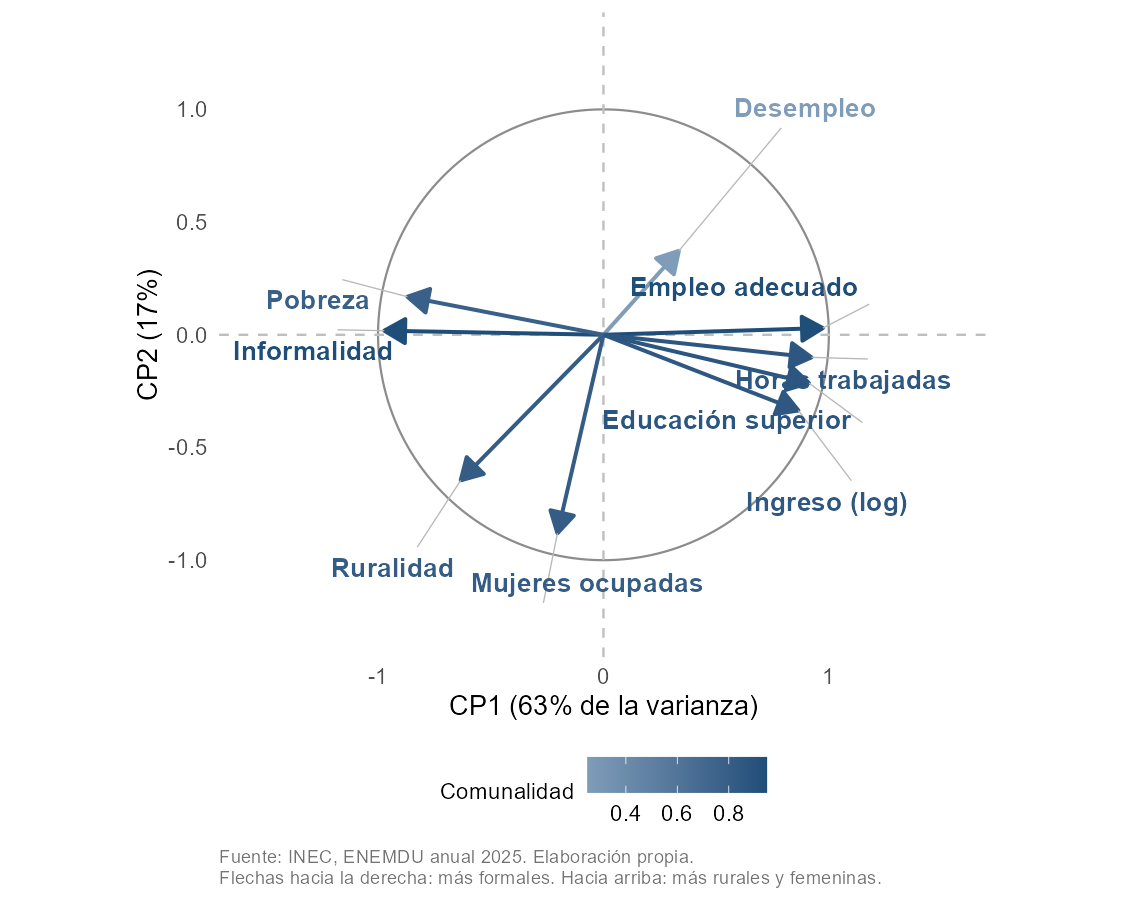 Desempleo
1.0
0.5
Empleo adecuado
Pobreza
0.0
Informalidad
Horas trabajadas
Educación superior
-0.5
Ingreso (log)
-1.0
Ruralidad
Mujeres ocupadas
CP2 (17%)
-1 0 1
CP1 (63% de la varianza)
Comunalidad
0.4 0.6 0.8
Fuente: INEC, ENEMDU anual 2025. Elaboración propia.
Flechas hacia la derecha: más formales. Hacia arriba: más rurales y femeninas.